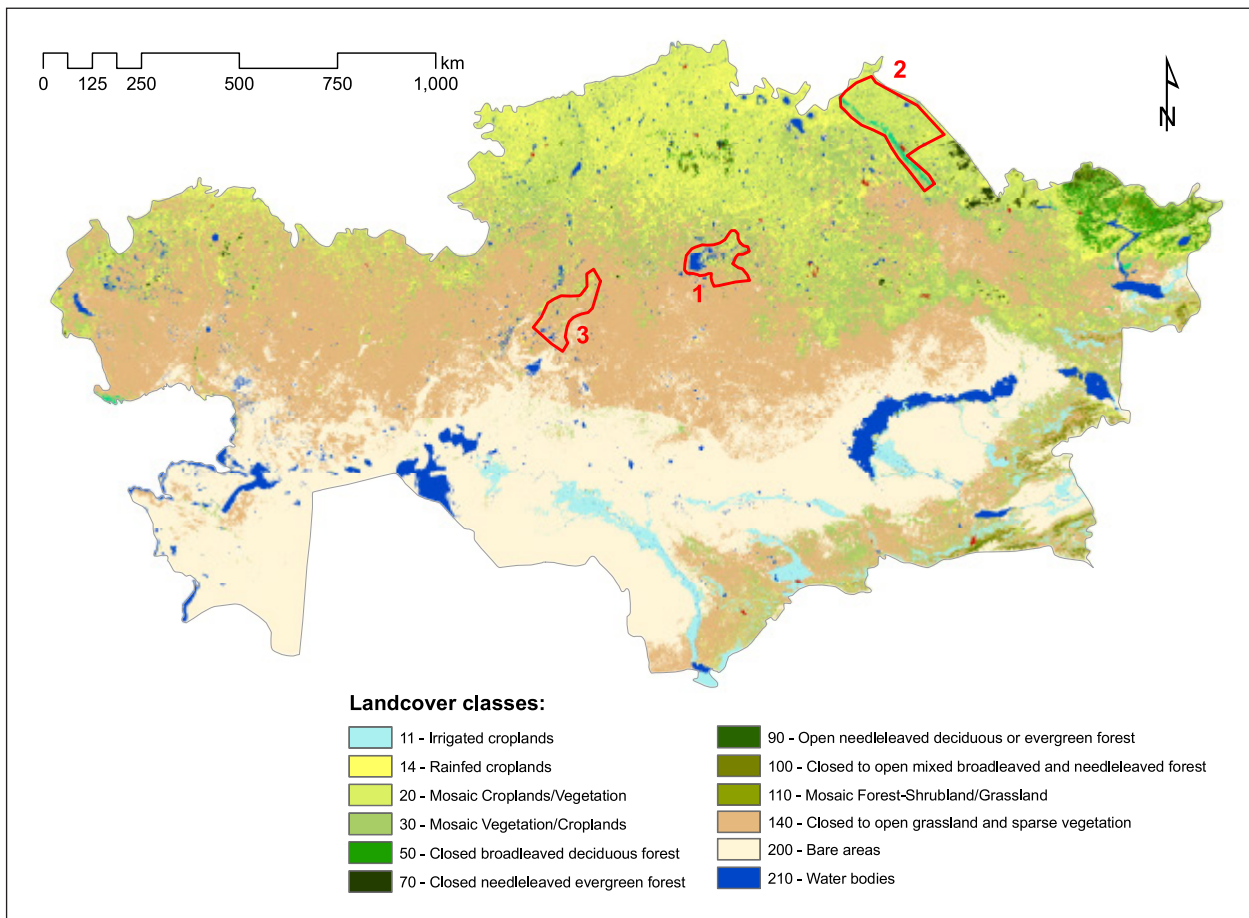 km
0 125 250 500 750 1,000
N
2
1
3
Landcover classes:
11 - Irrigated croplands
14 - Rainfed croplands
20 - Mosaic Croplands/Vegetation
30 - Mosaic Vegetation/Croplands
50 - Closed broadleaved deciduous forest
70 - Closed needleleaved evergreen forest
90 - Open needleleaved deciduous or evergreen forest
100 - Closed to open mixed broadleaved and needleleaved forest
110 - Mosaic Forest-Shrubland/Grassland
140 - Closed to open grassland and sparse vegetation
200 - Bare areas
210 - Water bodies